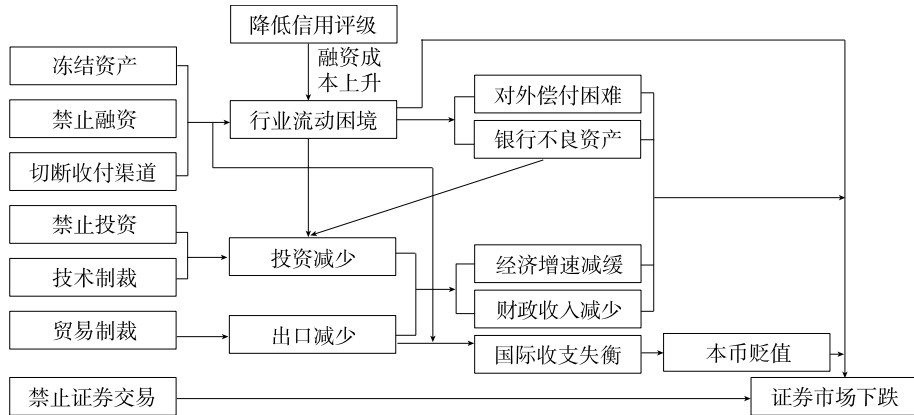 降低信用评级
融资成
本上升
冻结资产
禁止融资
切断收付渠道
行业流动困境
对外偿付困难
银行不良资产
禁止投资
技术制裁
投资减少
经济增速减缓
财政收入减少
贸易制裁
出口减少
国际收支失衡
本币贬值
禁止证券交易
证券市场下跌